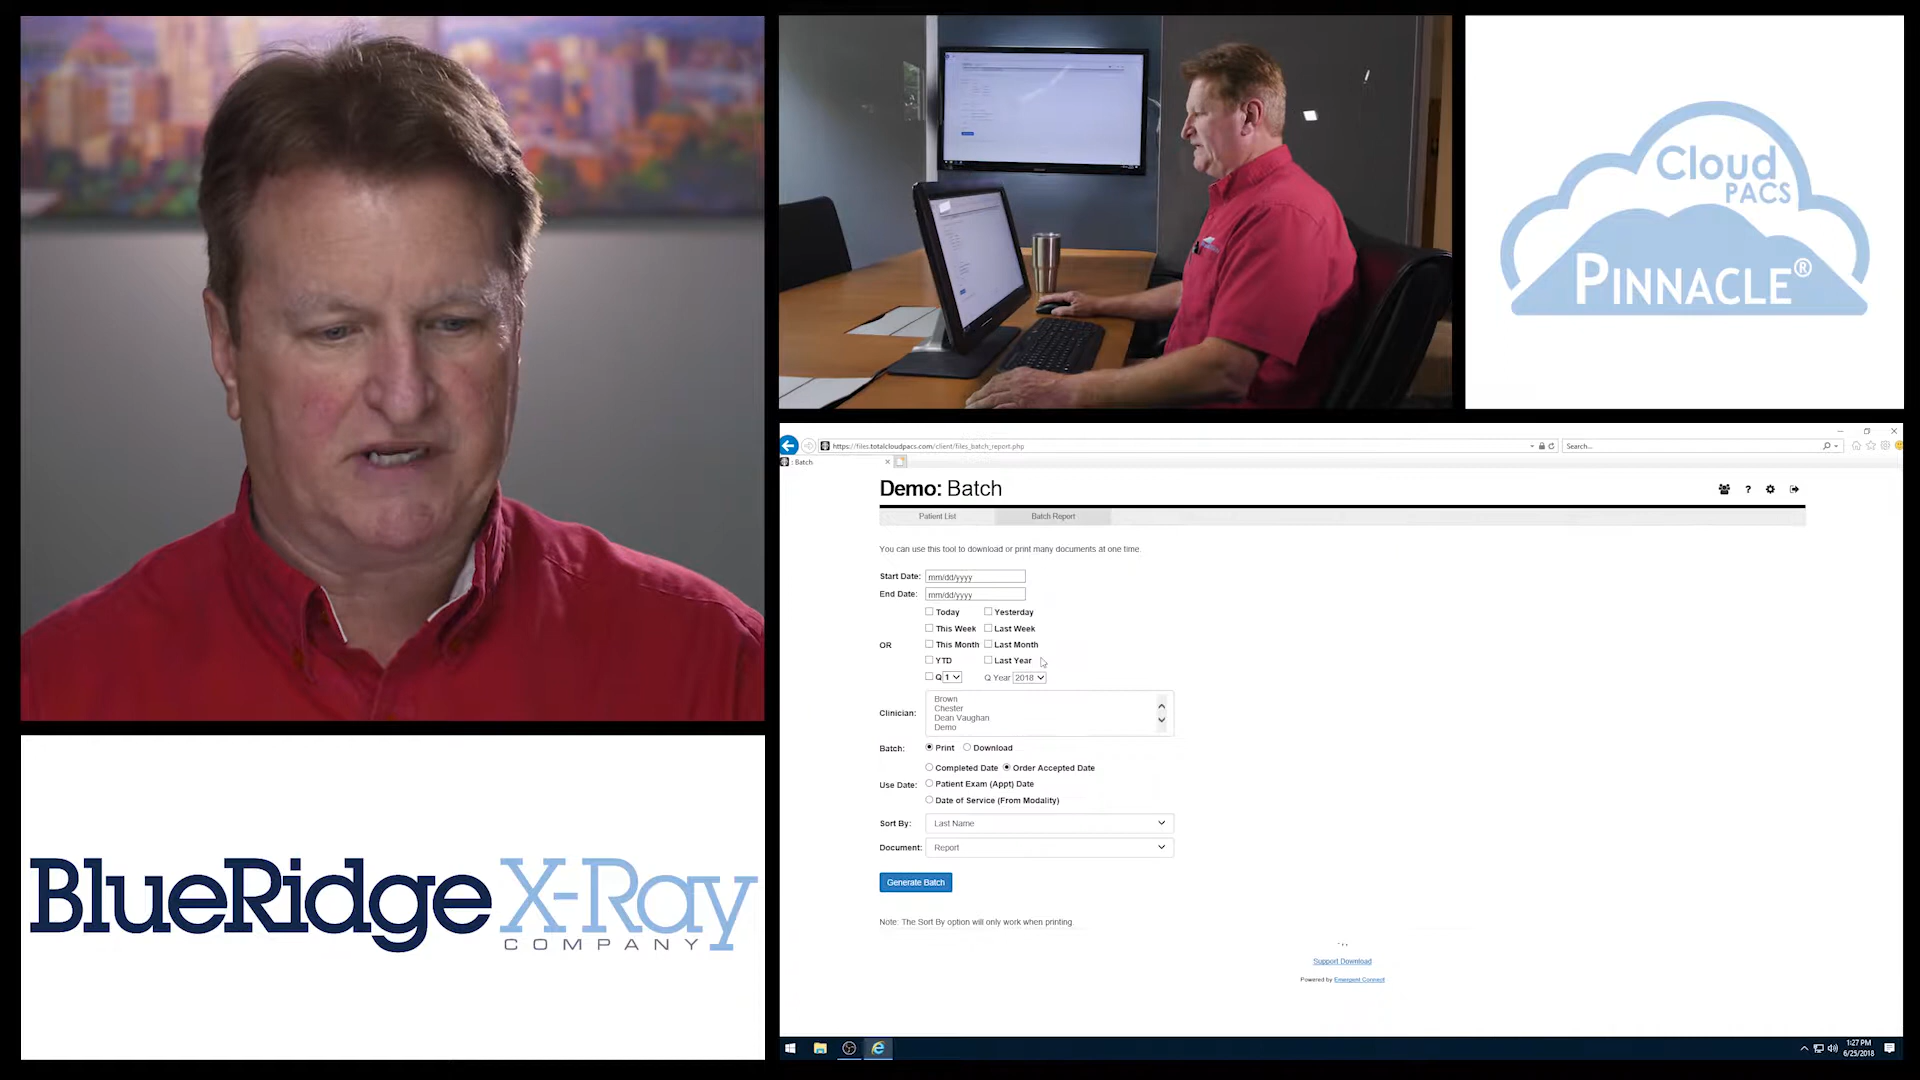 Cloud
PACS
PINNACLE®
BlueRidge X-Ray
COMPANY
https://files.totalcloudpacs.com/client/files_batch_report.php
Search...
: Batch
Demo: Batch
Patient List
Batch Report
You can use this tool to download or print many documents at one time.
Start Date: mm/dd/yyyy
End Date: mm/dd/yyyy
Today Yesterday
This Week Last Week
OR This Month Last Month
YTD Last Year
Q 1 Q Year 2018
Clinician:
Brown
Chester
Dean Vaughan
Demo
Batch: Print Download
Completed Date Order Accepted Date
Use Date: Patient Exam (Appt) Date
Date of Service (From Modality)
Sort By: Last Name
Document: Report
Generate Batch
Note: The Sort By option will only work when printing.
Support Download
Powered by Emergent Connect
1:27 PM
6/25/2018